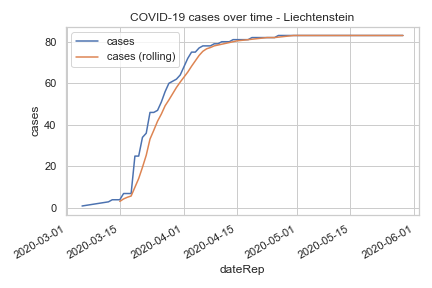 COVID-19 cases over time - Liechtenstein
cases
cases (rolling)
80
60
40
20
0
cases
2020-03-01
2020-03-15
2020-04-01
2020-04-15
2020-05-01
2020-05-15
2020-06-01
dateRep